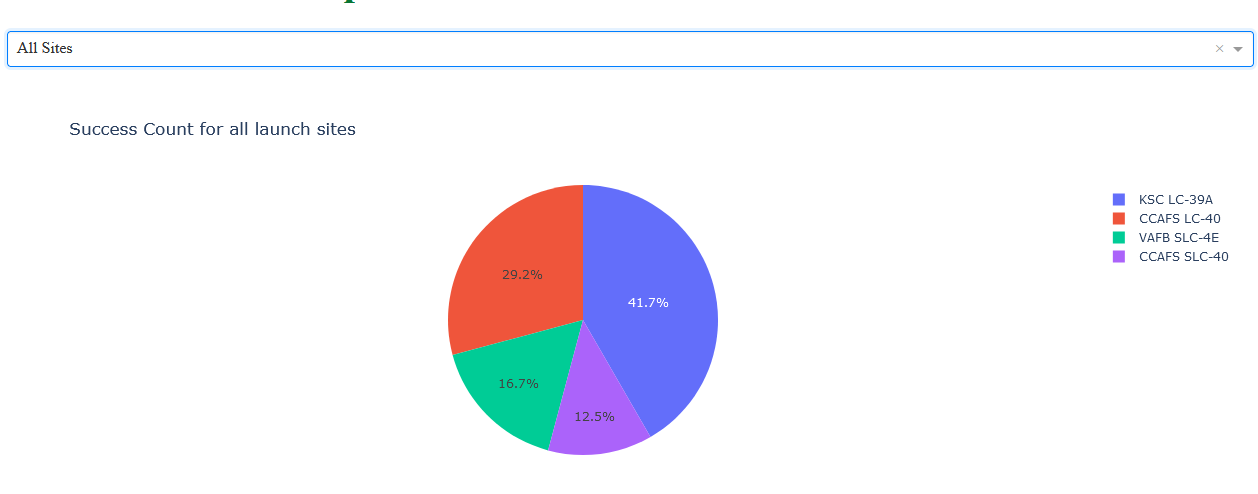 All Sites
Success Count for all launch sites
KSC LC-39A
CCAFS LC-40
VAFB SLC-4E
CCAFS SLC-40
29.2%
41.7%
16.7%
12.5%